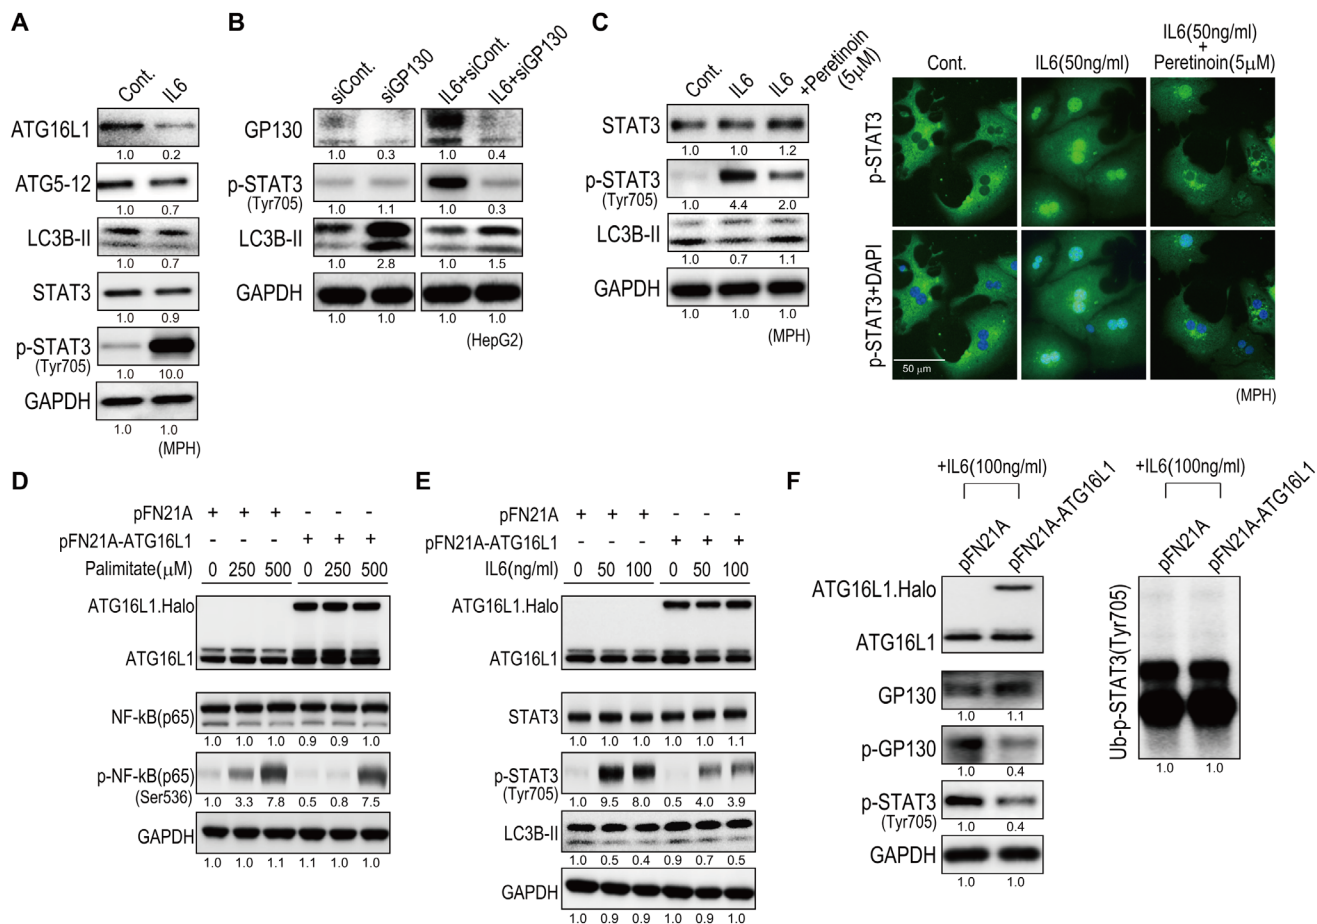 A
Cont.
IL6
ATG16L1
1.0 0.2
ATG5-12
1.0 0.7
LC3B-II
1.0 0.7
STAT3
1.0 0.9
p-STAT3
(Tyr705)
1.0 10.0
GAPDH
1.0 1.0
(MPH)
B
siCont.
siGP130
IL6+siCont.
IL6+siGP130
GP130
1.0 0.3 1.0 0.4
p-STAT3
(Tyr705)
1.0 1.1 1.0 0.3
LC3B-II
1.0 2.8 1.0 1.5
GAPDH
1.0 1.0 1.0 1.0
(HepG2)
C
Cont.
IL6
IL6
+Peretinoin
(5μM)
STAT3
1.0 1.0 1.2
p-STAT3
(Tyr705)
1.0 4.4 2.0
LC3B-II
1.0 0.7 1.1
GAPDH
1.0 1.0 1.0
(MPH)
Cont.
IL6(50ng/ml)
IL6(50ng/ml)
+
Peretinoin(5μM)
p-STAT3
p-STAT3+DAPI
50 μm
(MPH)
D
pFN21A + + + - - -
pFN21A-ATG16L1 - - - + + +
Palimitate(μM) 0 250 500 0 250 500
ATG16L1.Halo
ATG16L1
NF-kB(p65)
1.0 1.0 1.0 0.9 0.9 1.0
p-NF-kB(p65)
(Ser536)
1.0 3.3 7.8 0.5 0.8 7.5
GAPDH
1.0 1.0 1.1 1.1 1.0 1.0
E
pFN21A + + + - - -
pFN21A-ATG16L1 - - - + + +
IL6(ng/ml) 0 50 100 0 50 100
ATG16L1.Halo
ATG16L1
STAT3
1.0 1.0 1.0 1.0 1.0 1.1
p-STAT3
(Tyr705)
1.0 9.5 8.0 0.5 4.0 3.9
LC3B-II
1.0 0.5 0.4 0.9 0.7 0.5
GAPDH
1.0 0.9 0.9 1.0 0.9 1.0
F
+IL6(100ng/ml)
pFN21A
pFN21A-ATG16L1
ATG16L1.Halo
ATG16L1
GP130
1.0 1.1
p-GP130
1.0 0.4
p-STAT3
(Tyr705)
1.0 0.4
GAPDH
1.0 1.0
+IL6(100ng/ml)
pFN21A
pFN21A-ATG16L1
Ub-p-STAT3(Tyr705)
1.0 1.0